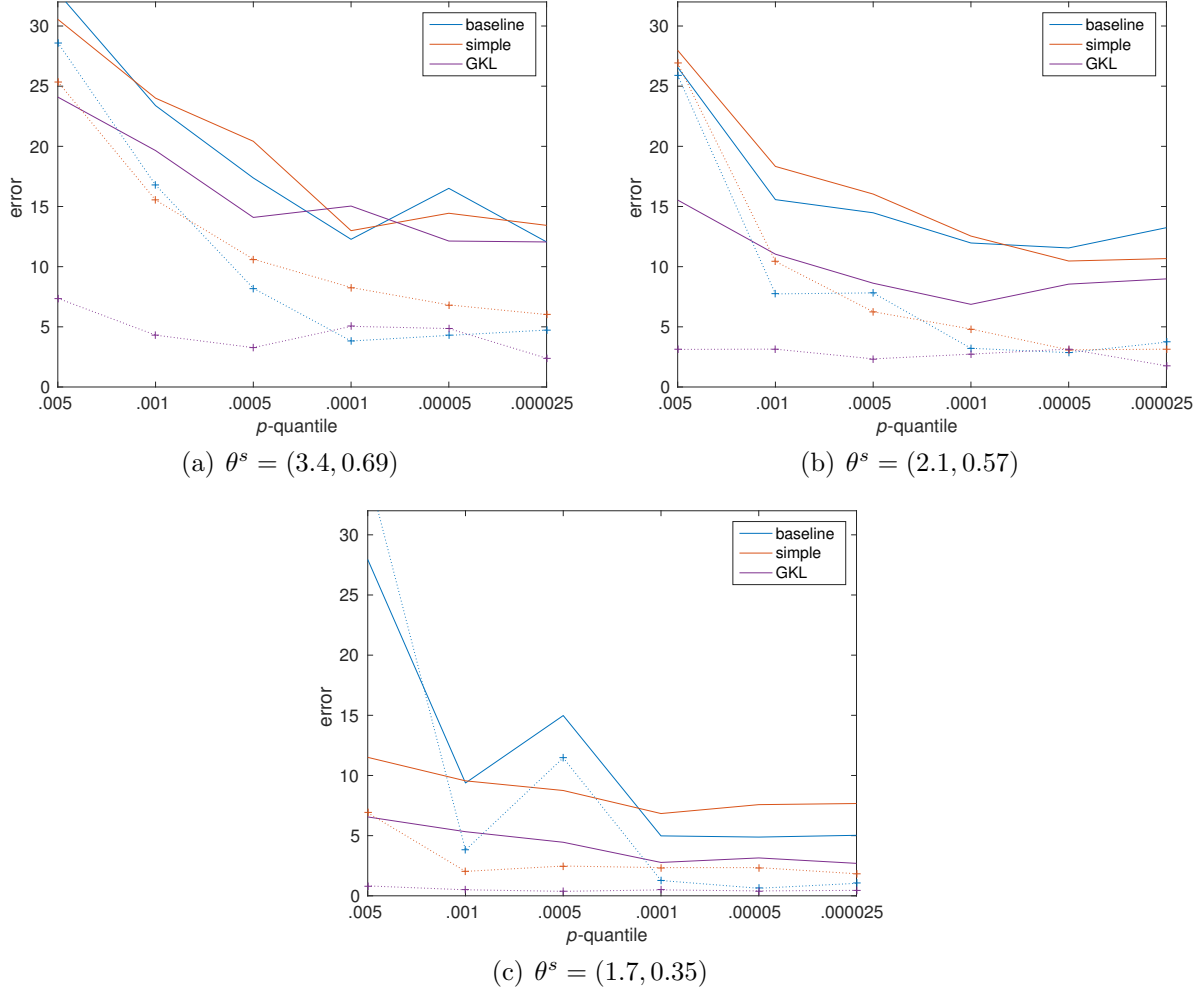 30
25
20
15
10
5
0
error
.005 .001 .0005 .0001 .00005 .000025
p-quantile
baseline
simple
GKL
(a) θ^s = (3.4, 0.69)
30
25
20
15
10
5
0
error
.005 .001 .0005 .0001 .00005 .000025
p-quantile
baseline
simple
GKL
(b) θ^s = (2.1, 0.57)
30
25
20
15
10
5
0
error
.005 .001 .0005 .0001 .00005 .000025
p-quantile
baseline
simple
GKL
(c) θ^s = (1.7, 0.35)